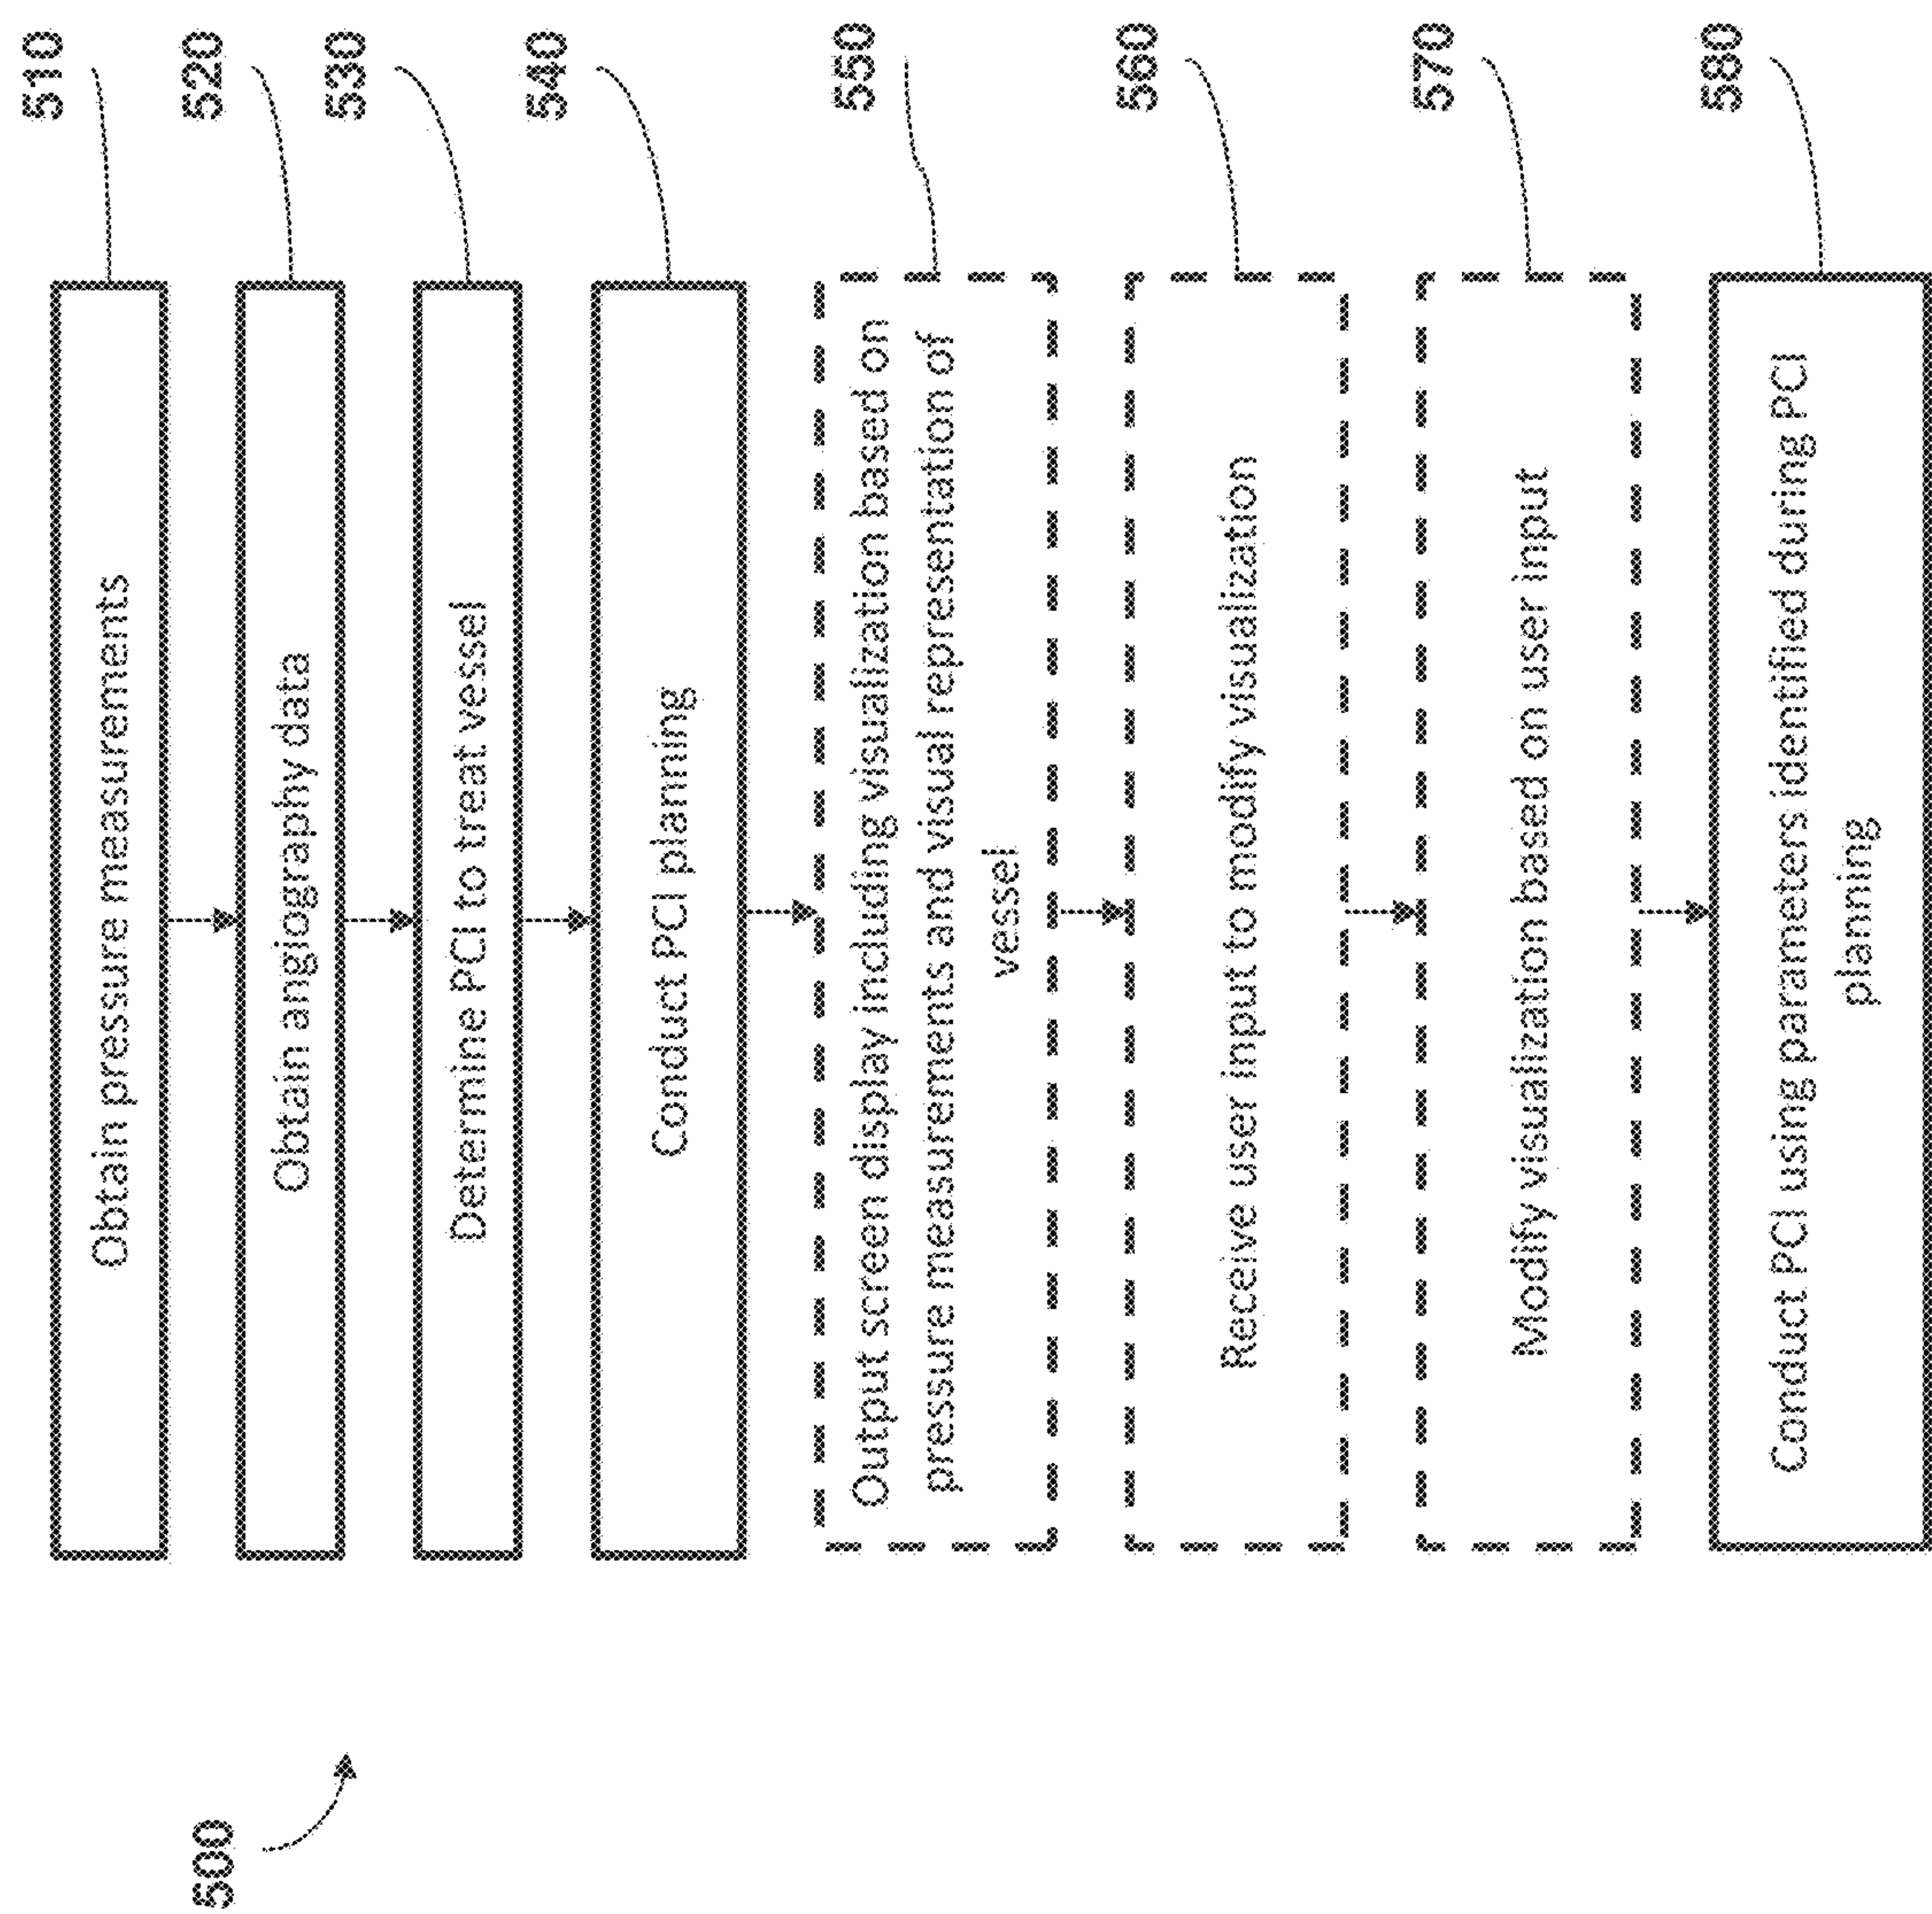 500
Obtain pressure measurements
510
Obtain angiography data
520
Determine PCI to treat vessel
530
Conduct PCI planning
540
Output screen display including visualization based on
pressure measurements and visual representation of
vessel
550
Receive user input to modify visualization
560
Modify visualization based on user input
570
Conduct PCI using parameters identified during PCI
planning
580